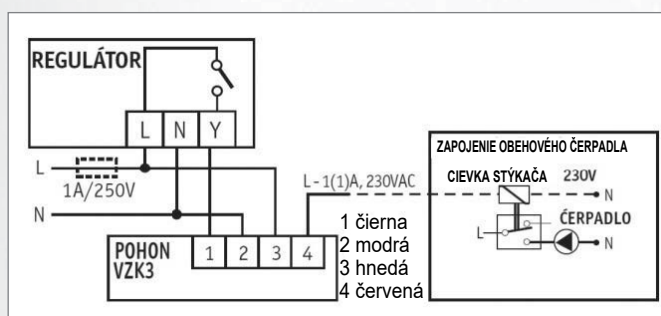 REGULÁTOR
L N Y
L
1A/250V
N
POHON
VZK3
1 2 3 4
L - 1(1)A, 230VAC
1 čierna
2 modrá
3 hnedá
4 červená
ZAPOJENIE OBEHOVÉHO ČERPADLA
CIEVKA STÝKAČA 230V
N
ČERPADLO
L
N